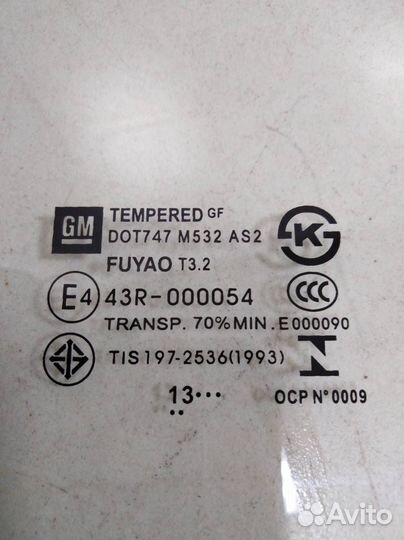 GM
TEMPERED GF
DOT747 M532 AS2
FUYAO T3.2
K S
E4 43R-000054
CCC
TRANSP. 70% MIN. E000090
TIS 197-2536(1993)
N
13•••
••
OCP N°0009
Avito